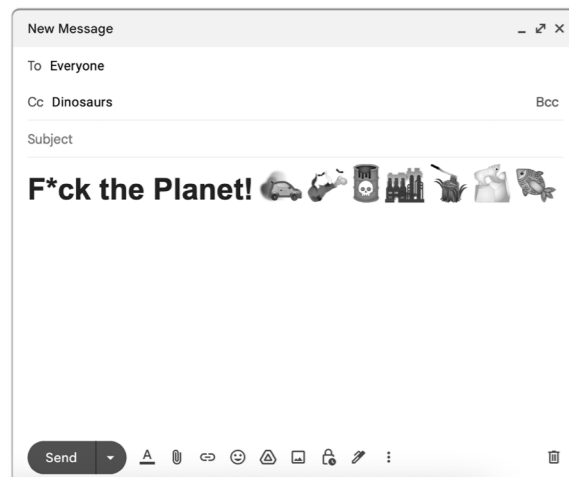 New Message
To Everyone
Cc Dinosaurs Bcc
Subject
F*ck the Planet!
Send